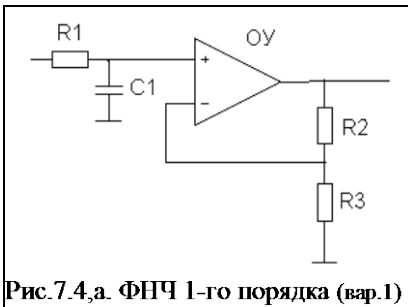 R1
ОУ
+
C1
−
R2
R3
Рис.7.4,а. ФНЧ 1-го порядка (вар.1)